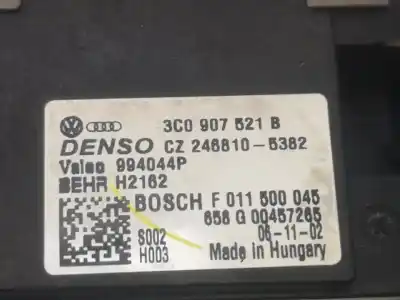 3C0 907 521 B
DENSO CZ 246810-5382
Valeo 994044P
BEHR H2162
BOSCH F 011 500 045
656 G 00457265
S002 06-11-02
H003 Made in Hungary